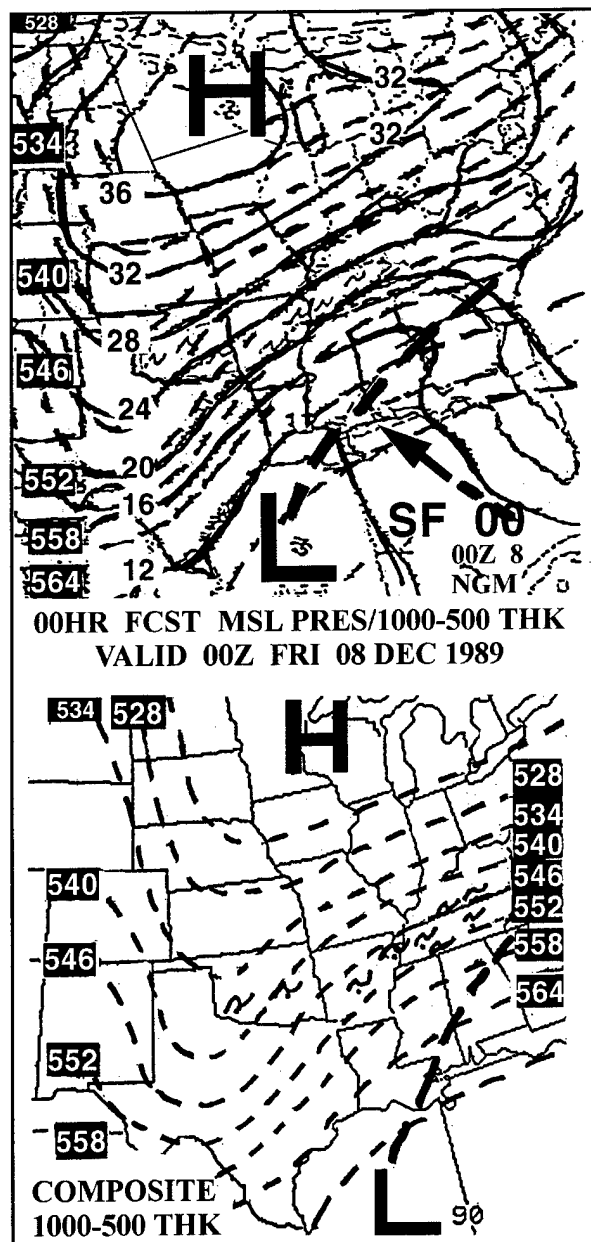 528
H
32
534
32
36
540
32
28
546
24
20
552
16
SF 00
558
L
00Z 8
12
NGM
564
00HR FCST MSL PRES/1000-500 THK
VALID 00Z FRI 08 DEC 1989
534
528
H
528
534
540
540
546
546
552
558
564
552
558
COMPOSITE
1000-500 THK
L
90